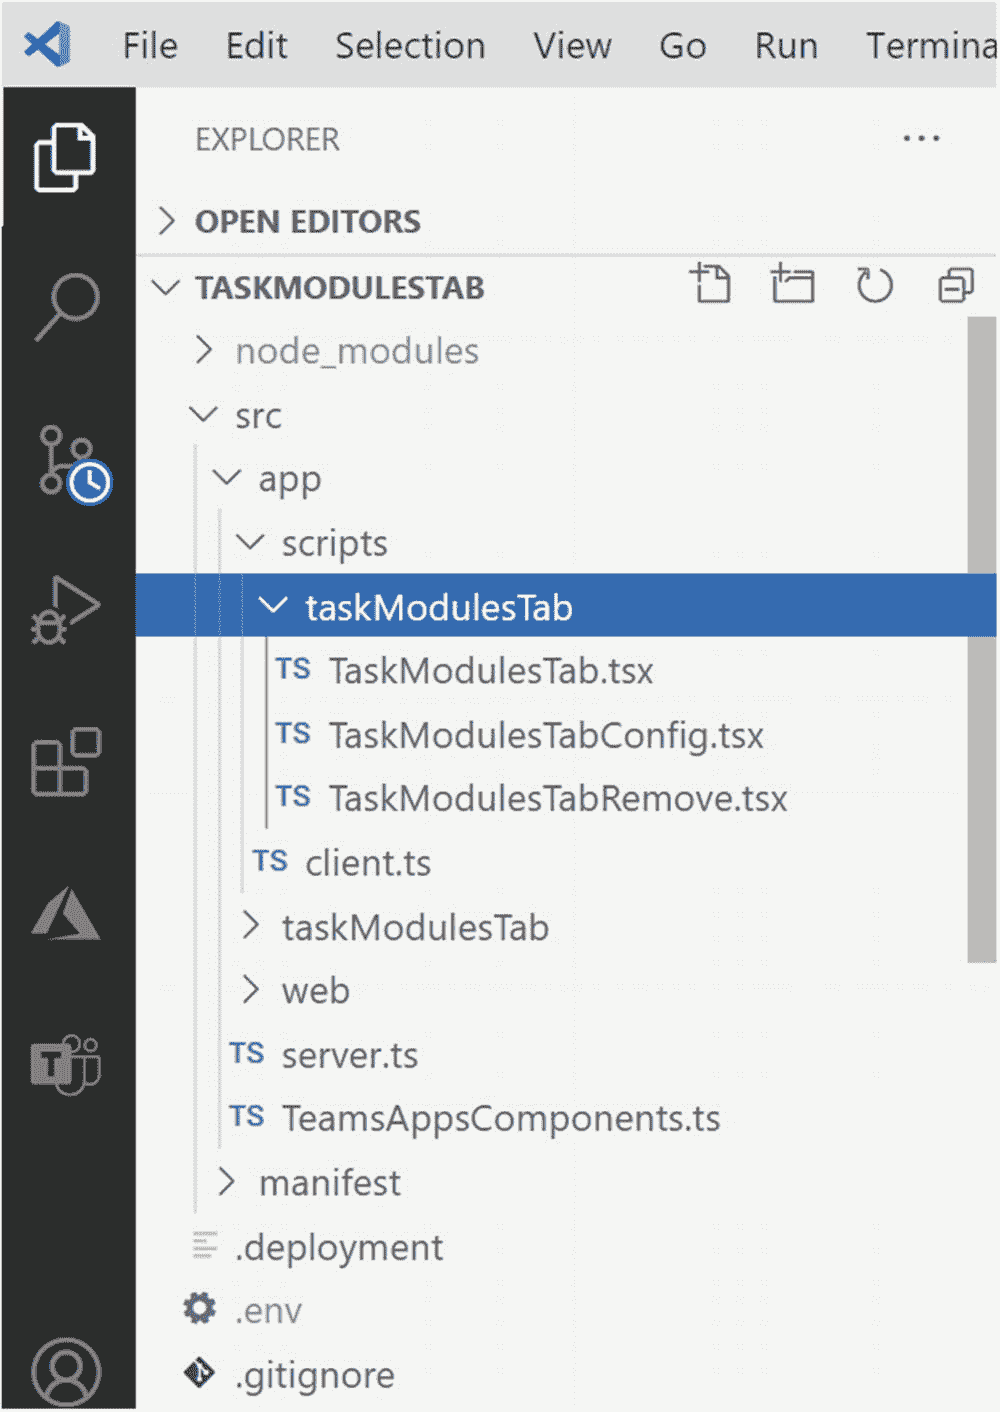 File Edit Selection View Go Run Termina
EXPLORER ...
OPEN EDITORS
TASKMODULESTAB
node_modules
src
app
scripts
taskModulesTab
TS TaskModulesTab.tsx
TS TaskModulesTabConfig.tsx
TS TaskModulesTabRemove.tsx
TS client.ts
taskModulesTab
web
TS server.ts
TS TeamsAppsComponents.ts
manifest
.deployment
.env
.gitignore
T